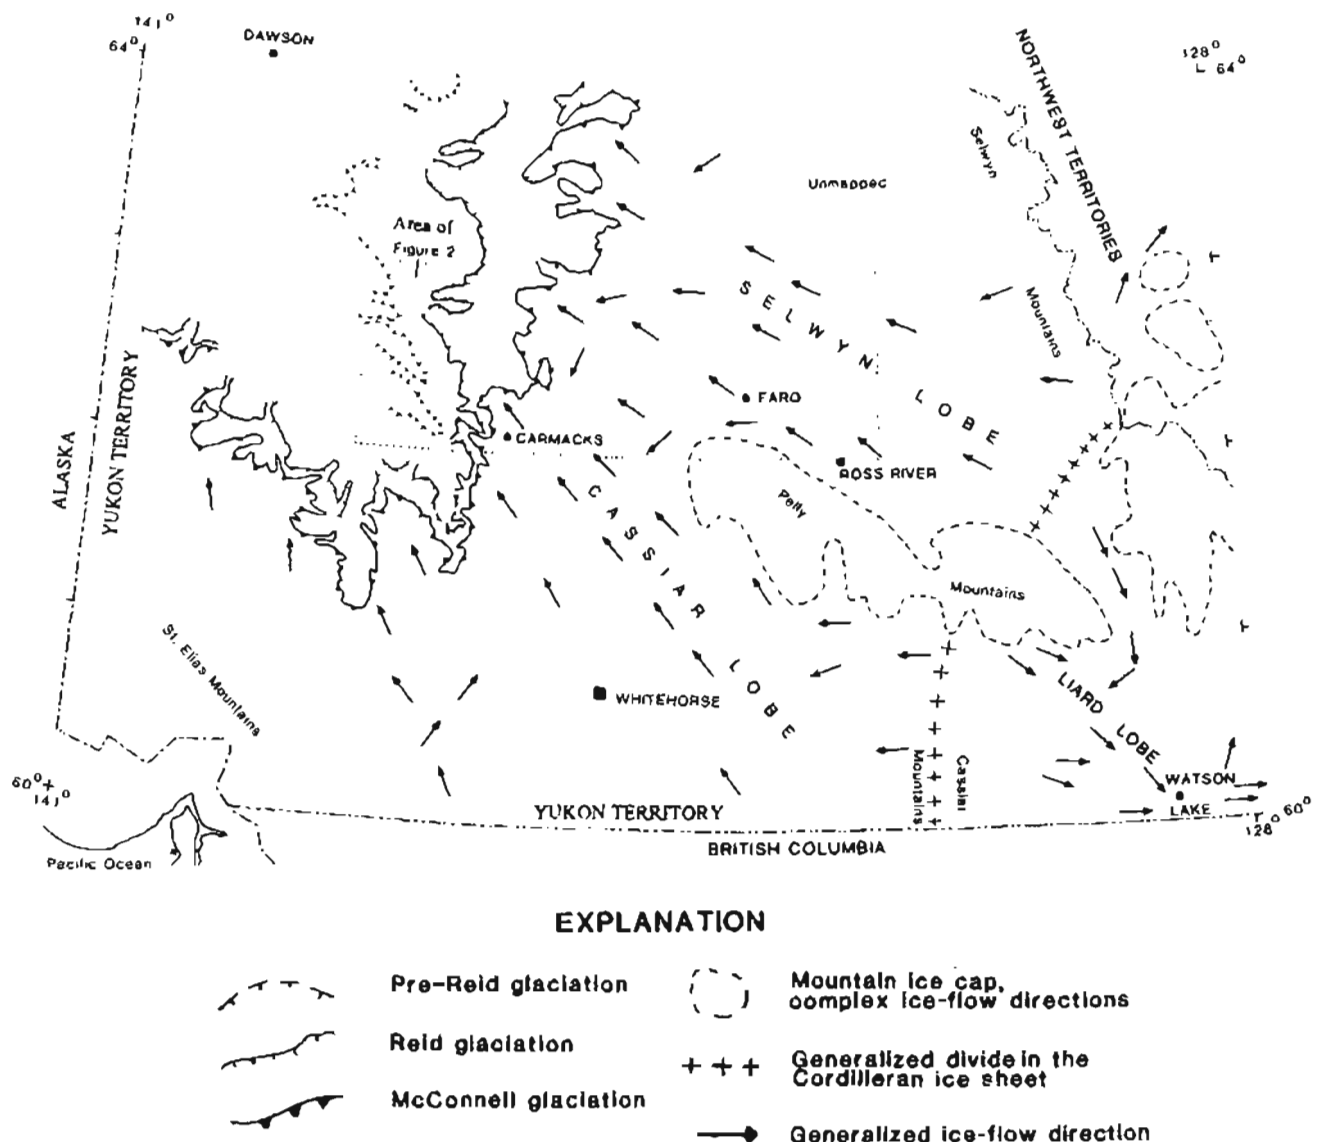 141°
64°
DAWSON
128°
64°
NORTHWEST TERRITORIES
Selwyn
Mountains
Unmapped
Area of
Figure 2
SELWYN LOBE
FARO
CARMACKS
ROSS RIVER
ALASKA
YUKON TERRITORY
CASSIAR LOBE
Pelly
Mountains
St. Elias Mountains
WHITEHORSE
LIARD LOBE
WATSON
LAKE
Cassiar
Mountains
60°
141°
Pacific Ocean
YUKON TERRITORY
BRITISH COLUMBIA
60°
128°
EXPLANATION
Pre-Reid glaciation
Reid glaciation
McConnell glaciation
Mountain ice cap,
complex ice-flow directions
Generalized divide in the
Cordilleran ice sheet
Generalized ice-flow direction